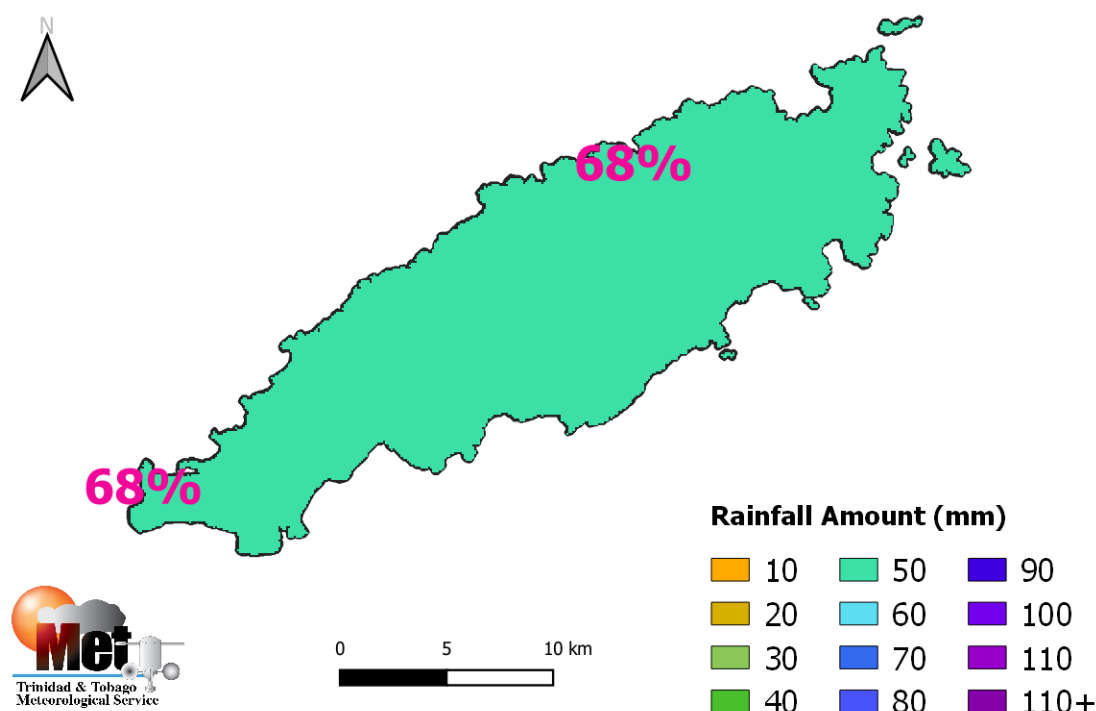 N
68%
68%
Rainfall Amount (mm)
10 50 90
20 60 100
30 70 110
40 80 110+
0 5 10 km
Met
Trinidad & Tobago
Meteorological Service